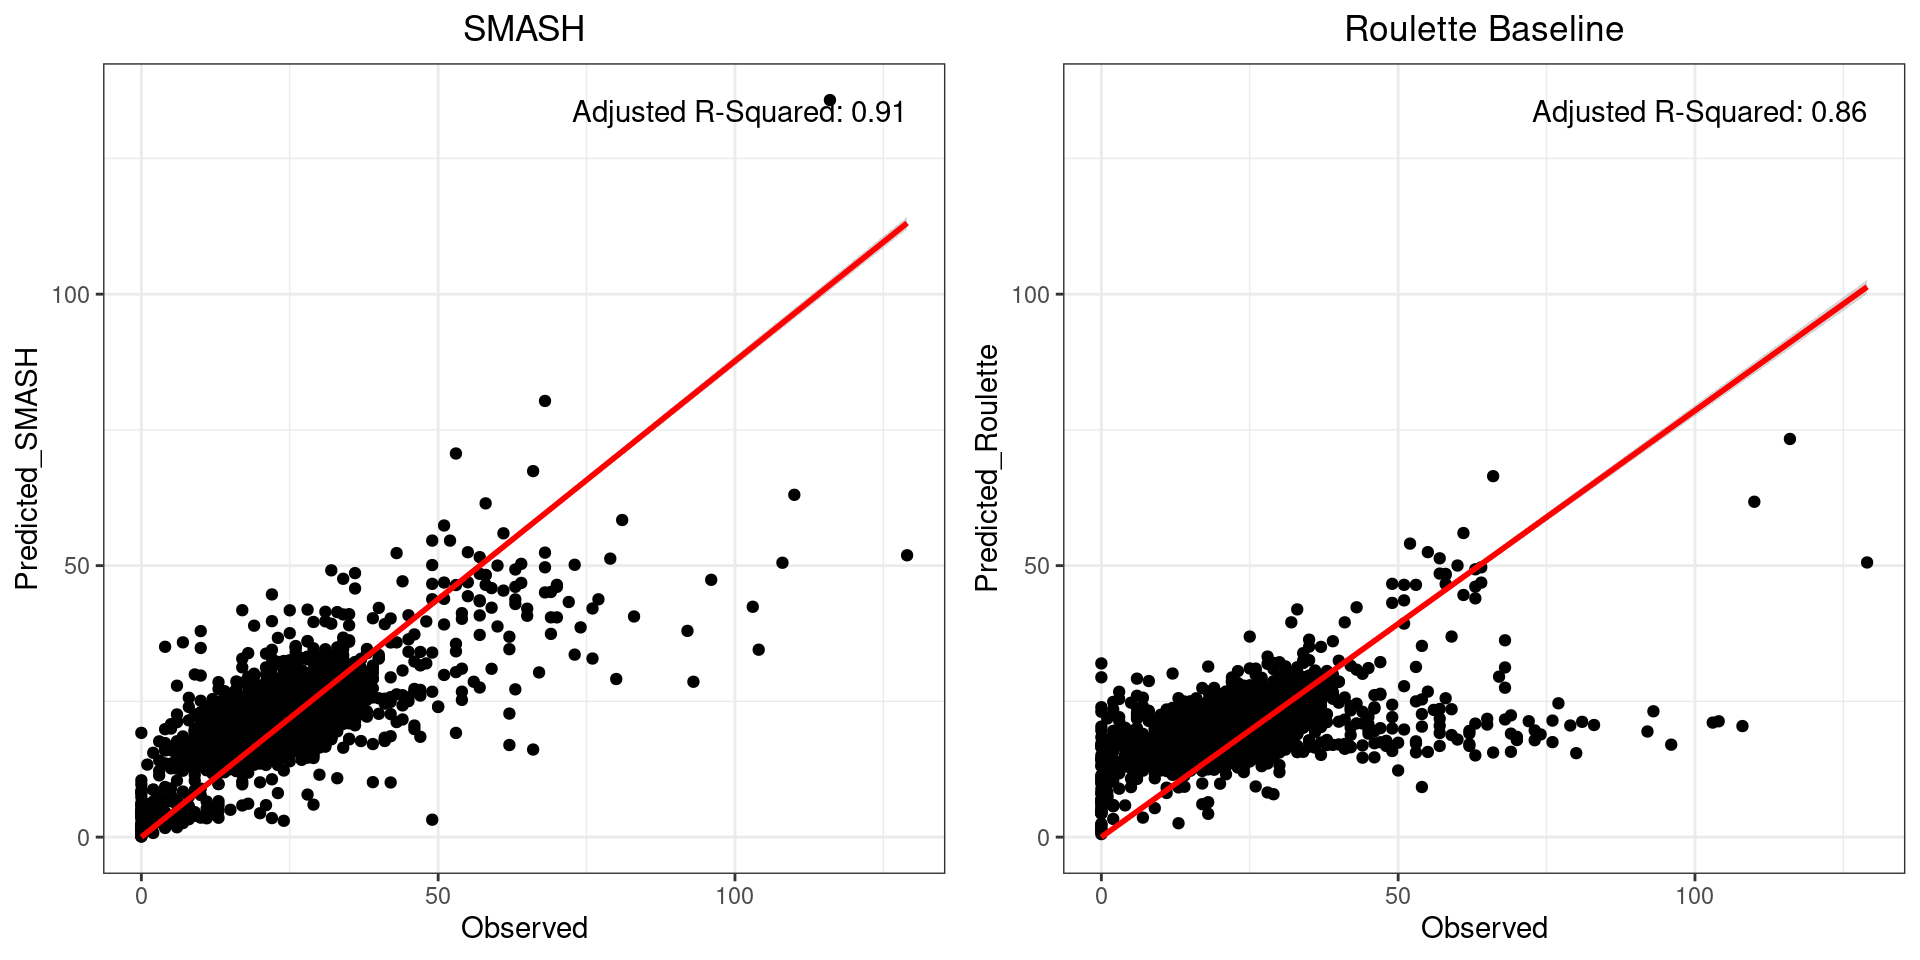 SMASH
Adjusted R-Squared: 0.91
Predicted_SMASH
100
50
0
0
50
100
Observed
Roulette Baseline
Adjusted R-Squared: 0.86
Predicted_Roulette
100
50
0
0
50
100
Observed